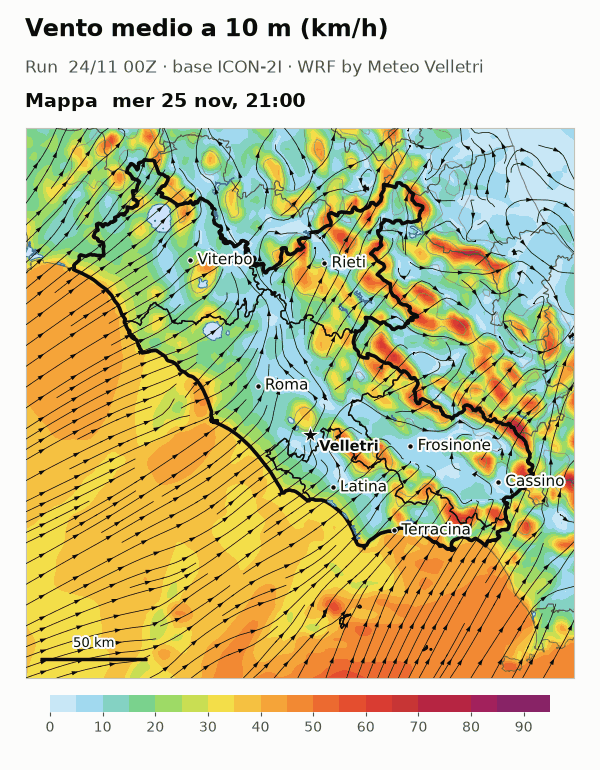 Vento medio a 10 m (km/h)
Run 24/11 00Z · base ICON-2I · WRF by Meteo Velletri
Mappa mer 25 nov, 21:00
Viterbo
Rieti
Roma
Velletri
Frosinone
Latina
Cassino
Terracina
50 km
0 10 20 30 40 50 60 70 80 90